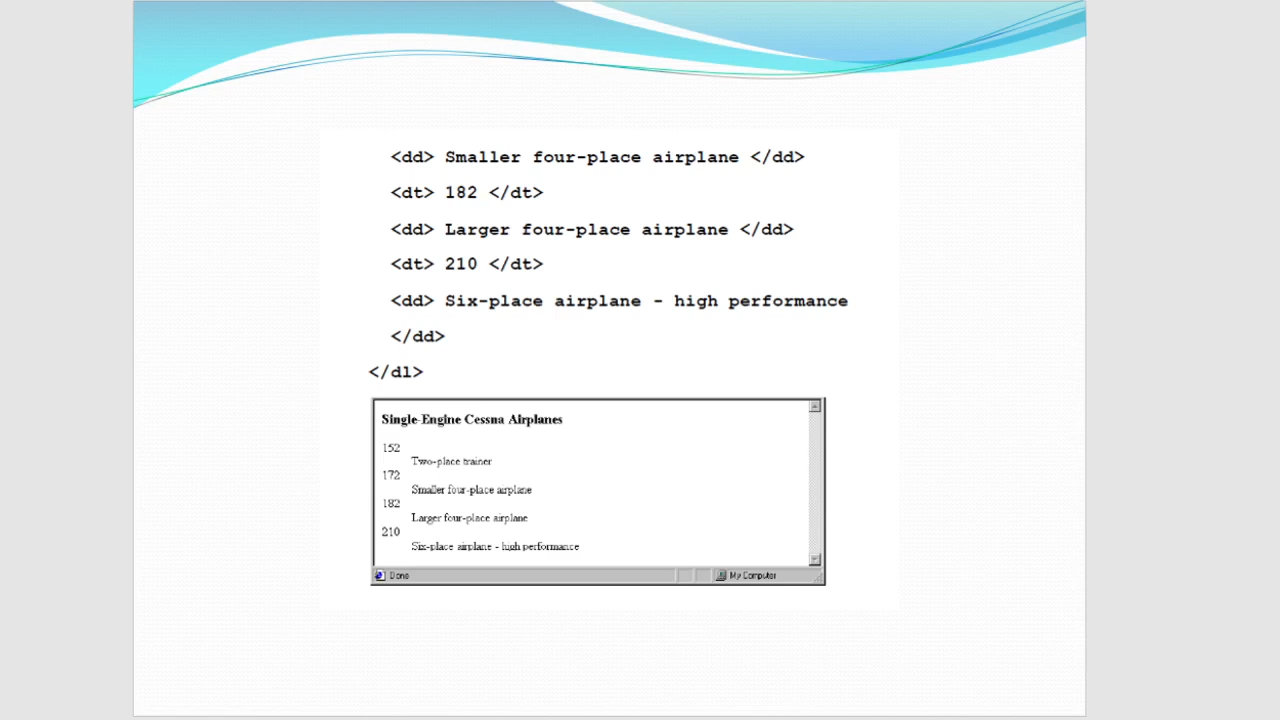 <dd> Smaller four-place airplane </dd>
<dt> 182 </dt>
<dd> Larger four-place airplane </dd>
<dt> 210 </dt>
<dd> Six-place airplane - high performance
</dd>
</dl>
Single-Engine Cessna Airplanes
152
Two-place trainer
172
Smaller four-place airplane
182
Larger four-place airplane
210
Six-place airplane - high performance
Done My Computer